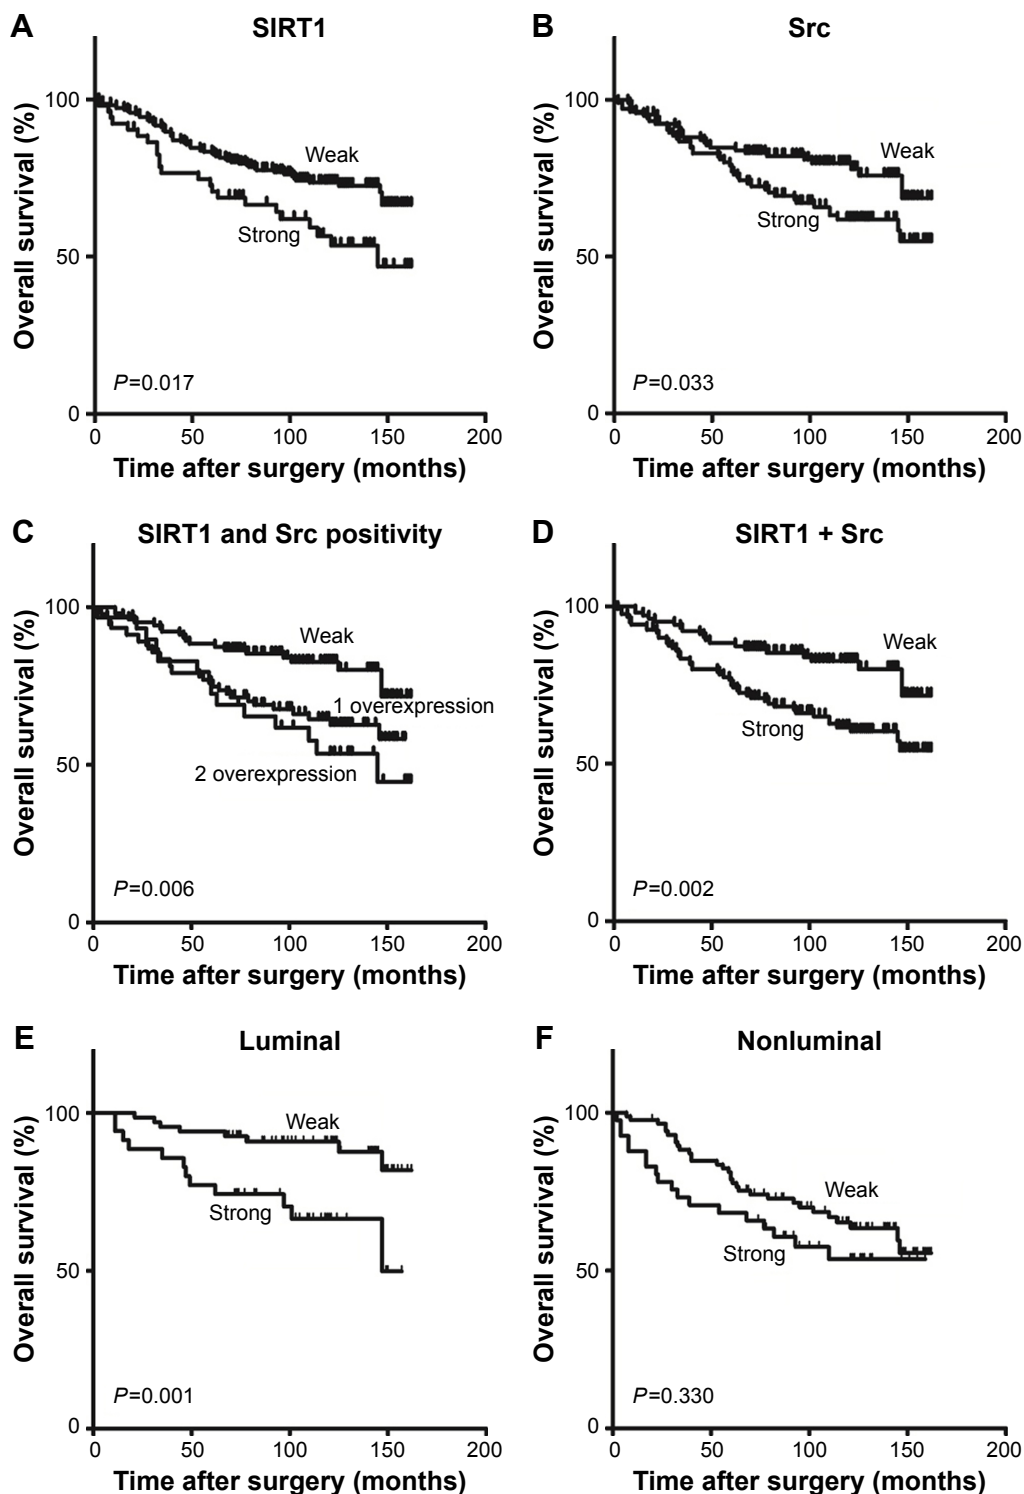 A
SIRT1
Overall survival (%)
100
50
0
Weak
Strong
P=0.017
0 50 100 150 200
Time after surgery (months)
B
Src
Overall survival (%)
100
50
0
Weak
Strong
P=0.033
0 50 100 150 200
Time after surgery (months)
C
SIRT1 and Src positivity
Overall survival (%)
100
50
0
Weak
1 overexpression
2 overexpression
P=0.006
0 50 100 150 200
Time after surgery (months)
D
SIRT1 + Src
Overall survival (%)
100
50
0
Weak
Strong
P=0.002
0 50 100 150 200
Time after surgery (months)
E
Luminal
Overall survival (%)
100
50
0
Weak
Strong
P=0.001
0 50 100 150 200
Time after surgery (months)
F
Nonluminal
Overall survival (%)
100
50
0
Weak
Strong
P=0.330
0 50 100 150 200
Time after surgery (months)